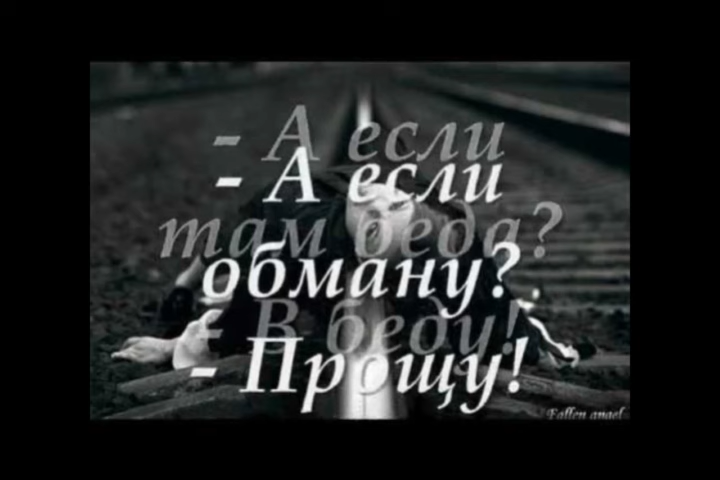 - А если
- А если
там беда?
обману?
- В беду!
- Прощу!
Fallen angel